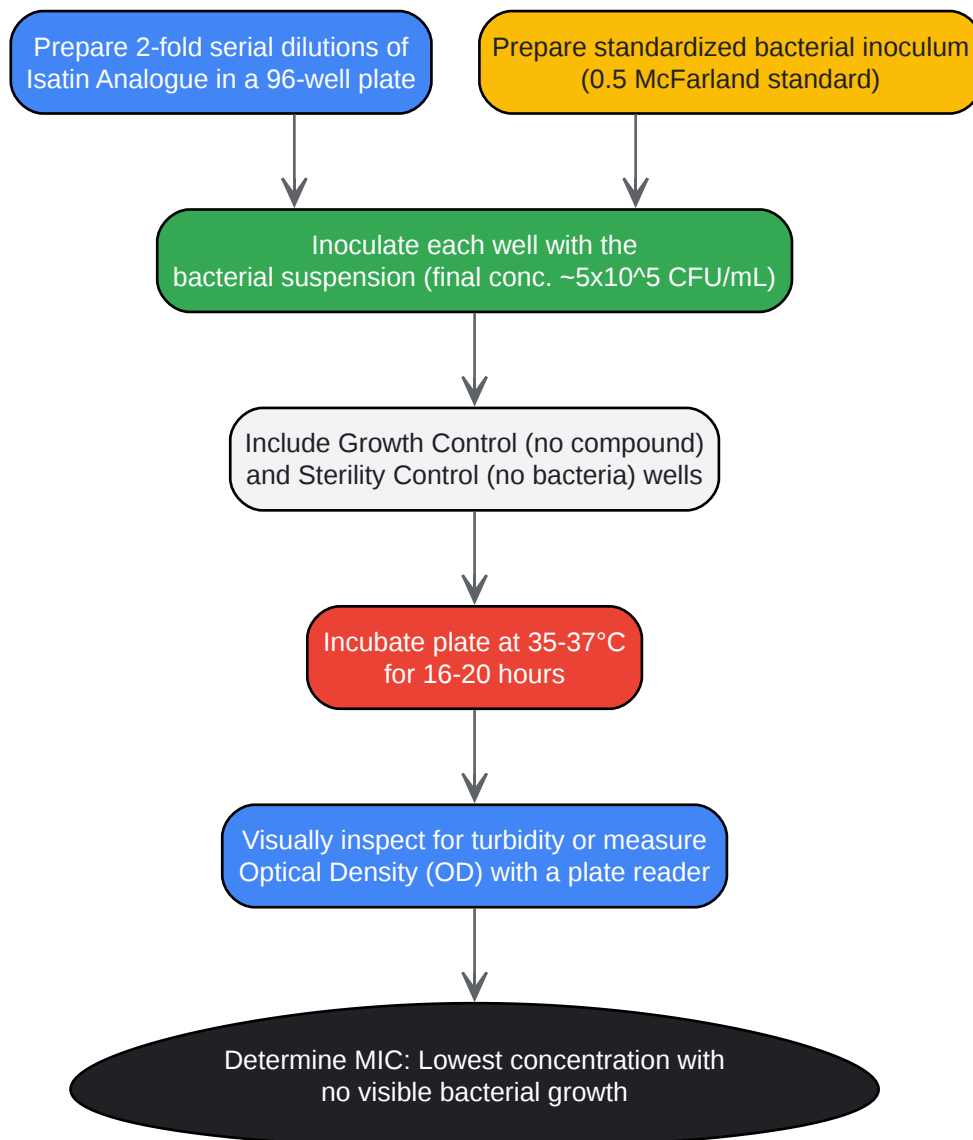 Prepare 2-fold serial dilutions of
Isatin Analogue in a 96-well plate
Prepare standardized bacterial inoculum
(0.5 McFarland standard)
Inoculate each well with the
bacterial suspension (final conc. ~5x10^5 CFU/mL)
Include Growth Control (no compound)
and Sterility Control (no bacteria) wells
Incubate plate at 35-37°C
for 16-20 hours
Visually inspect for turbidity or measure
Optical Density (OD) with a plate reader
Determine MIC: Lowest concentration with
no visible bacterial growth